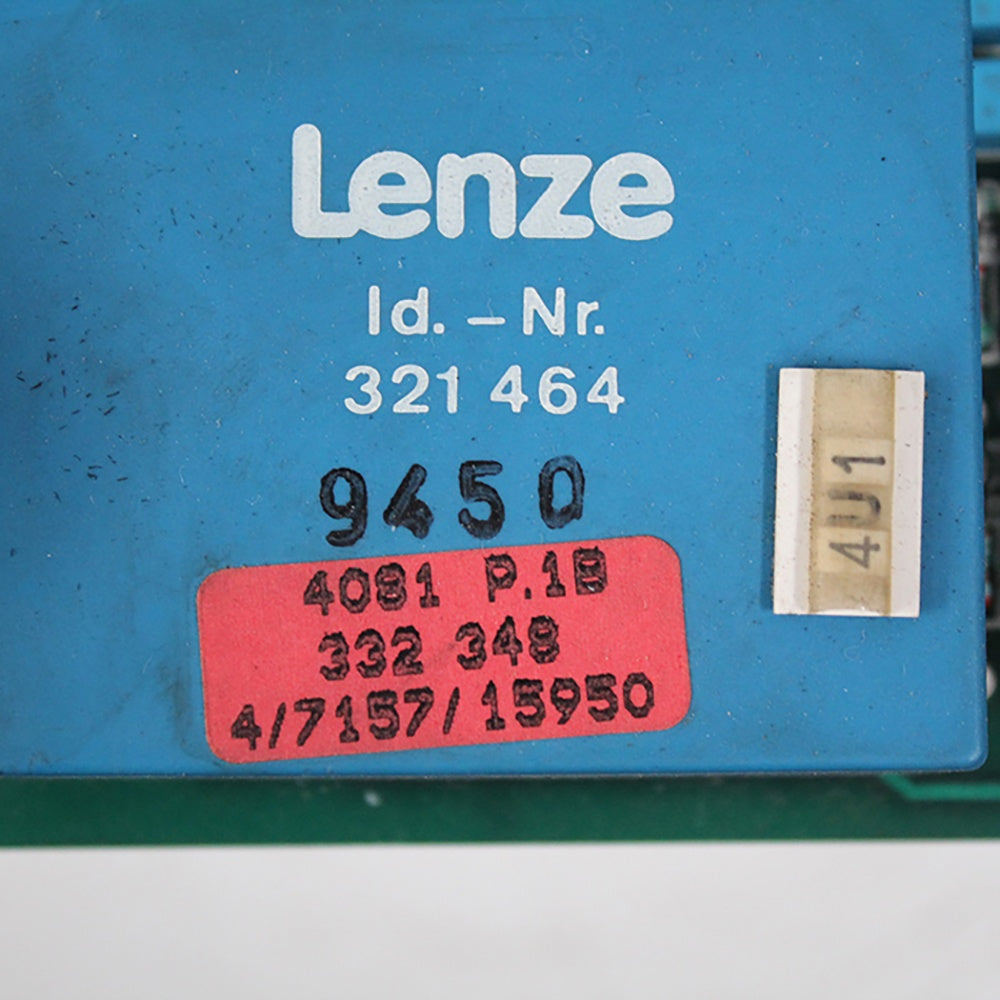 Lenze
Id. – Nr.
321 464
9450
4081 P.1B
332 348
4/7157/15950
4U1